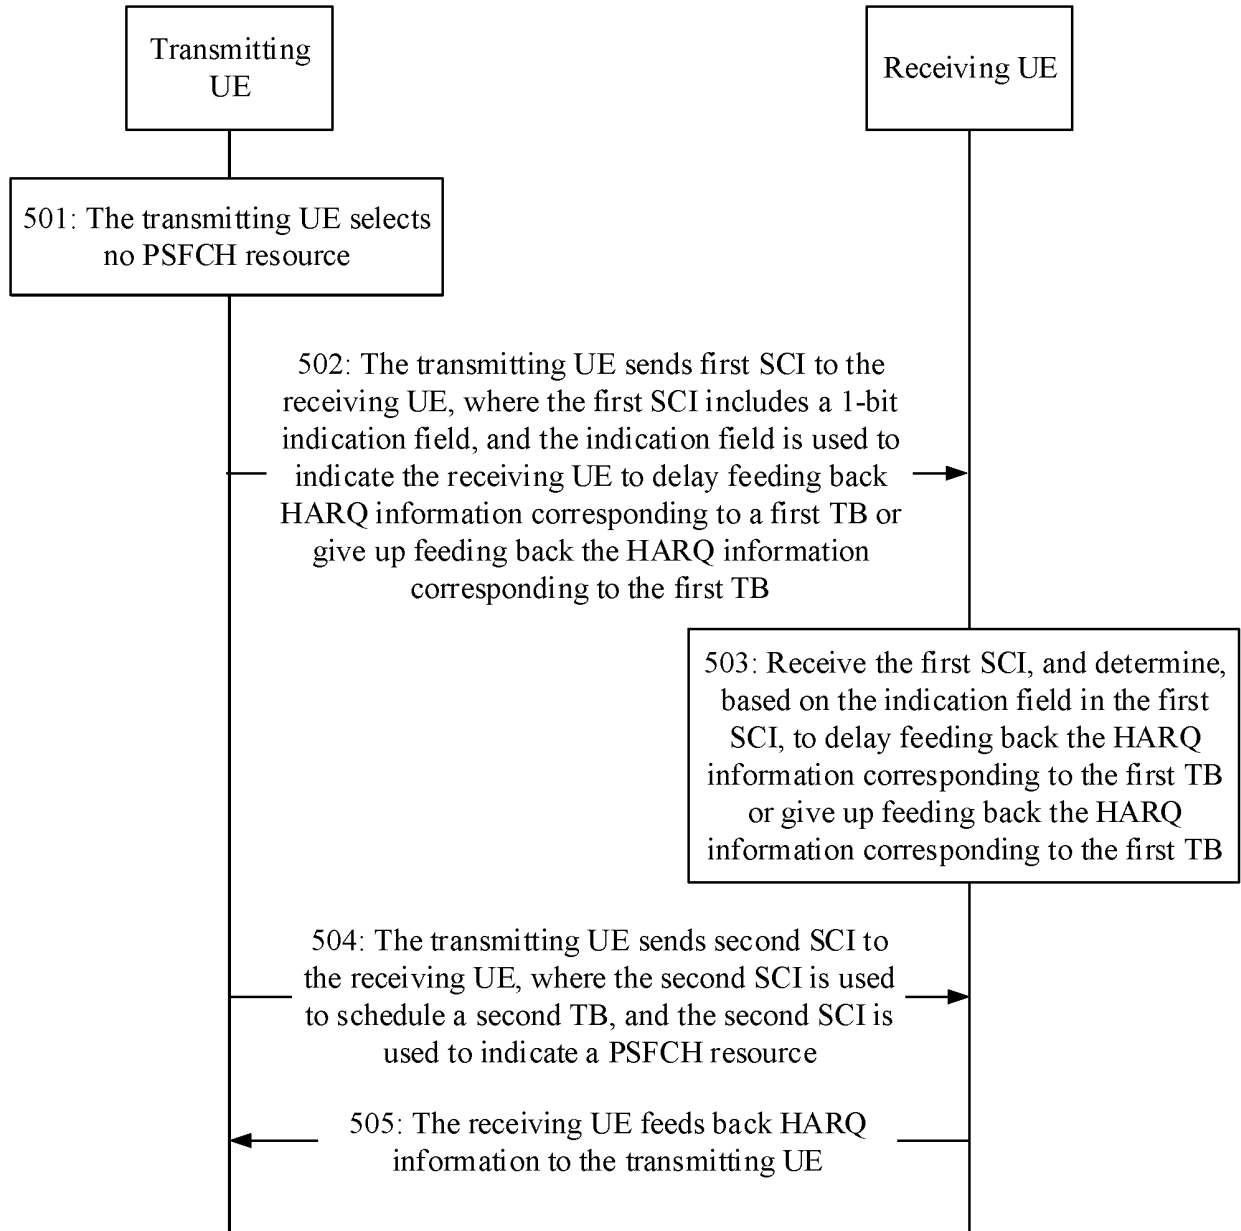 Transmitting
UE
Receiving UE
501: The transmitting UE selects
no PSFCH resource
502: The transmitting UE sends first SCI to the
receiving UE, where the first SCI includes a 1-bit
indication field, and the indication field is used to
indicate the receiving UE to delay feeding back
HARQ information corresponding to a first TB or
give up feeding back the HARQ information
corresponding to the first TB
503: Receive the first SCI, and determine,
based on the indication field in the first
SCI, to delay feeding back the HARQ
information corresponding to the first TB
or give up feeding back the HARQ
information corresponding to the first TB
504: The transmitting UE sends second SCI to
the receiving UE, where the second SCI is used
to schedule a second TB, and the second SCI is
used to indicate a PSFCH resource
505: The receiving UE feeds back HARQ
information to the transmitting UE